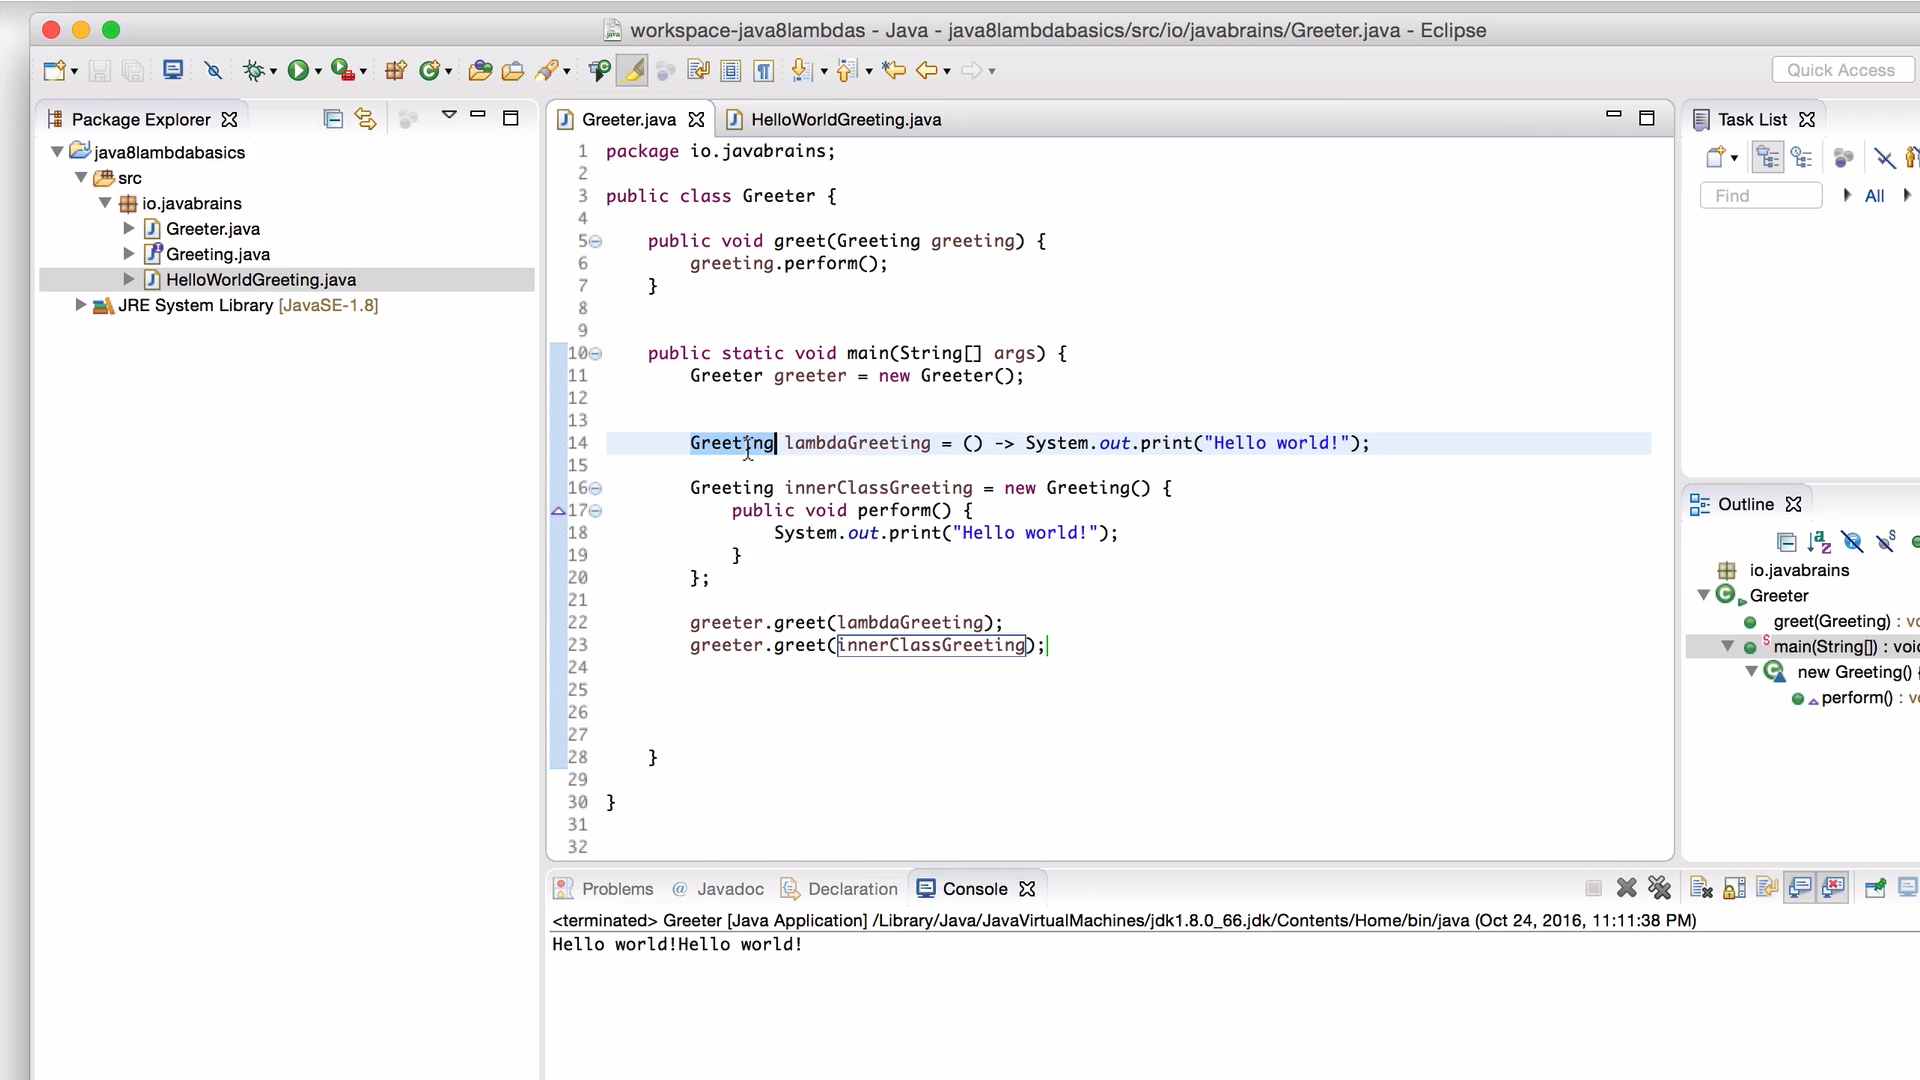 workspace-java8lambdas - Java - java8lambdabasics/src/io/javabrains/Greeter.java - Eclipse
Quick Access
Package Explorer
java8lambdabasics
src
io.javabrains
Greeter.java
Greeting.java
HelloWorldGreeting.java
JRE System Library [JavaSE-1.8]
Greeter.java
HelloWorldGreeting.java
1 package io.javabrains;
2
3 public class Greeter {
4
5 public void greet(Greeting greeting) {
6 greeting.perform();
7 }
8
9
10 public static void main(String[] args) {
11 Greeter greeter = new Greeter();
12
13
14 Greeting lambdaGreeting = () -> System.out.print("Hello world!");
15
16 Greeting innerClassGreeting = new Greeting() {
17 public void perform() {
18 System.out.print("Hello world!");
19 }
20 };
21
22 greeter.greet(lambdaGreeting);
23 greeter.greet(innerClassGreeting);
24
25
26
27
28 }
29
30 }
31
32
Task List
Find
All
Outline
io.javabrains
Greeter
greet(Greeting) : vo
main(String[]) : void
new Greeting() {
perform() : vo
Problems
@ Javadoc
Declaration
Console
<terminated> Greeter [Java Application] /Library/Java/JavaVirtualMachines/jdk1.8.0_66.jdk/Contents/Home/bin/java (Oct 24, 2016, 11:11:38 PM)
Hello world!Hello world!